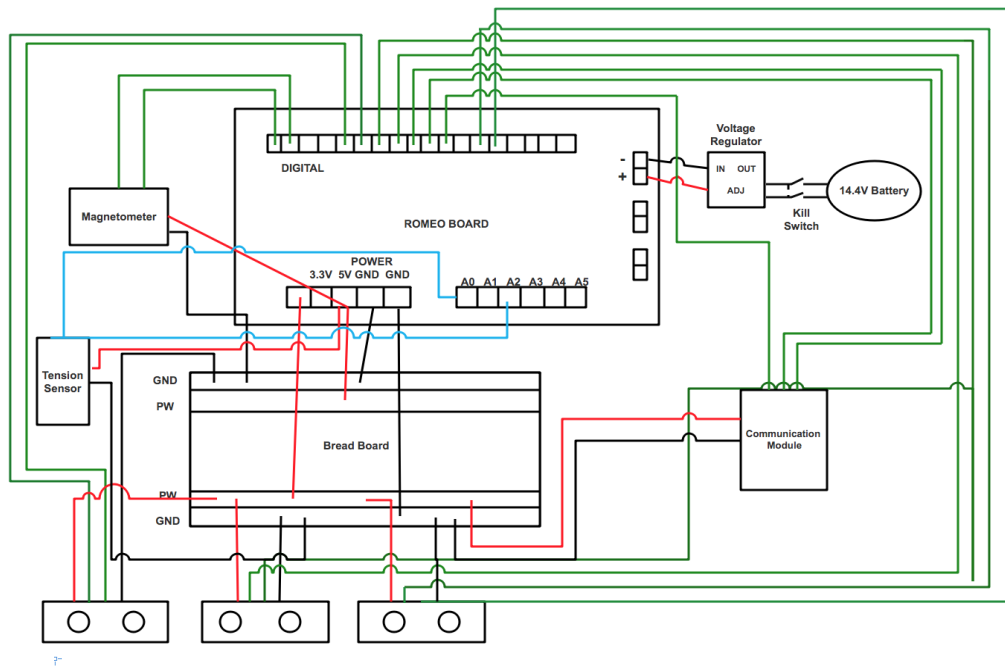 Voltage
Regulator
DIGITAL
-
+
IN OUT
ADJ
14.4V Battery
Kill
Switch
Magnetometer
ROMEO BOARD
POWER
3.3V 5V GND GND
A0 A1 A2 A3 A4 A5
Tension
Sensor
GND
PW
Bread Board
Communication
Module
PW
GND